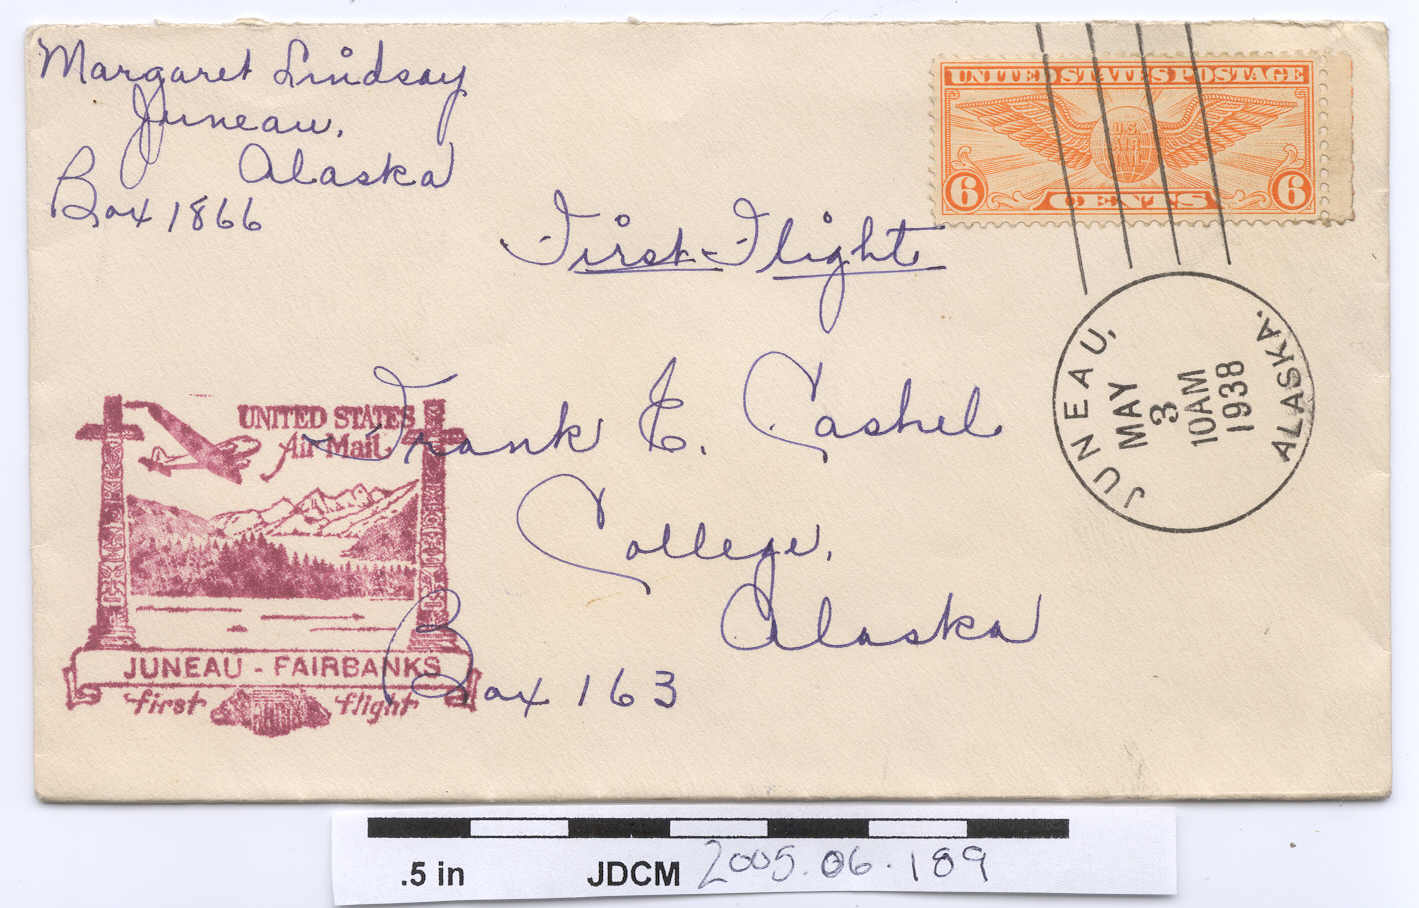 Margaret Lindsay
Juneau,
Alaska
Box 1866
UNITED STATES POSTAGE
U.S.
AIR
MAIL
6 CENTS 6
First-Flight
JUNEAU, ALASKA.
MAY
3
10AM
1938
UNITED STATES
Air Mail
Frank E. Cashel
College,
Alaska
Box 163
JUNEAU - FAIRBANKS
first flight
.5 in JDCM 2005.06.189